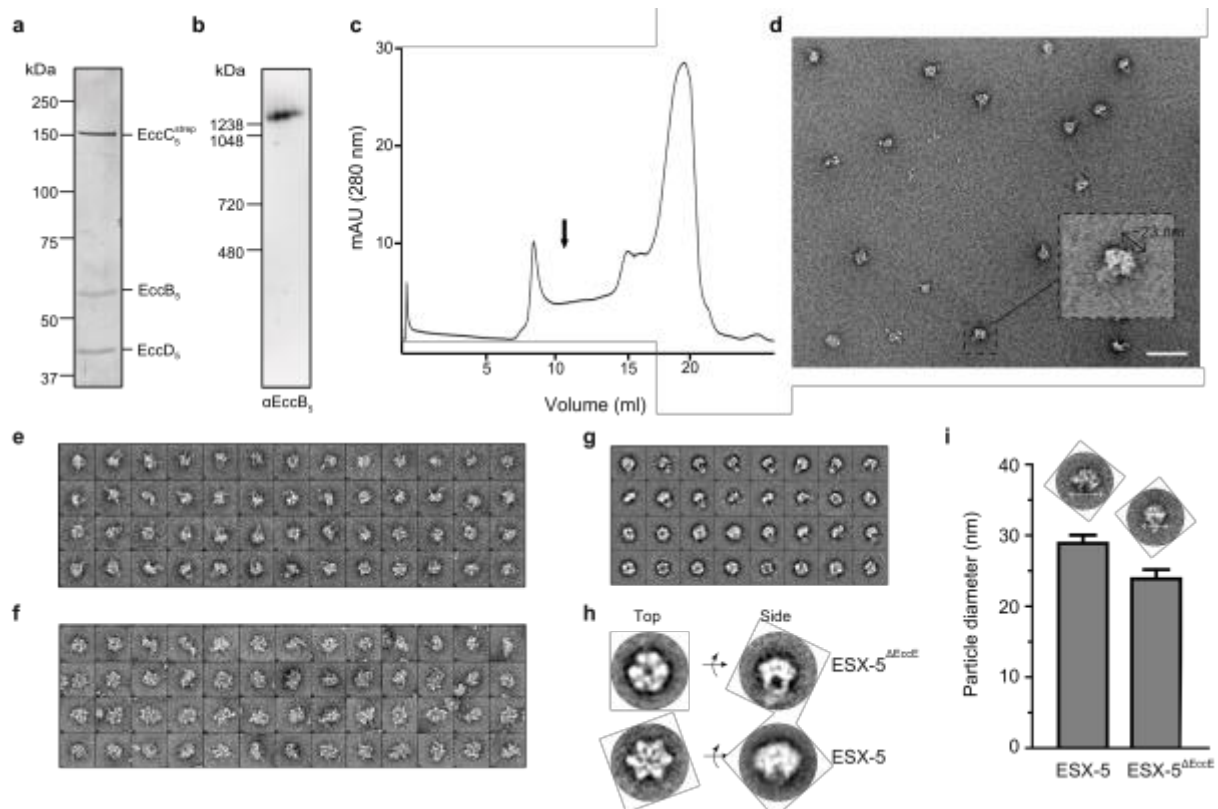 a
kDa
250
150
100
75
50
37
EccC₅ˢᵗʳᵉᵖ
EccB₅
EccD₅
b
kDa
1238
1048
720
480
αEccB₅
c
mAU (280 nm)
30
20
10
5
10
15
20
Volume (ml)
d
~23 nm
e
f
g
h
Top
Side
ESX-5ΔEccE
ESX-5
i
Particle diameter (nm)
40
30
20
10
0
ESX-5
ESX-5ΔEccE